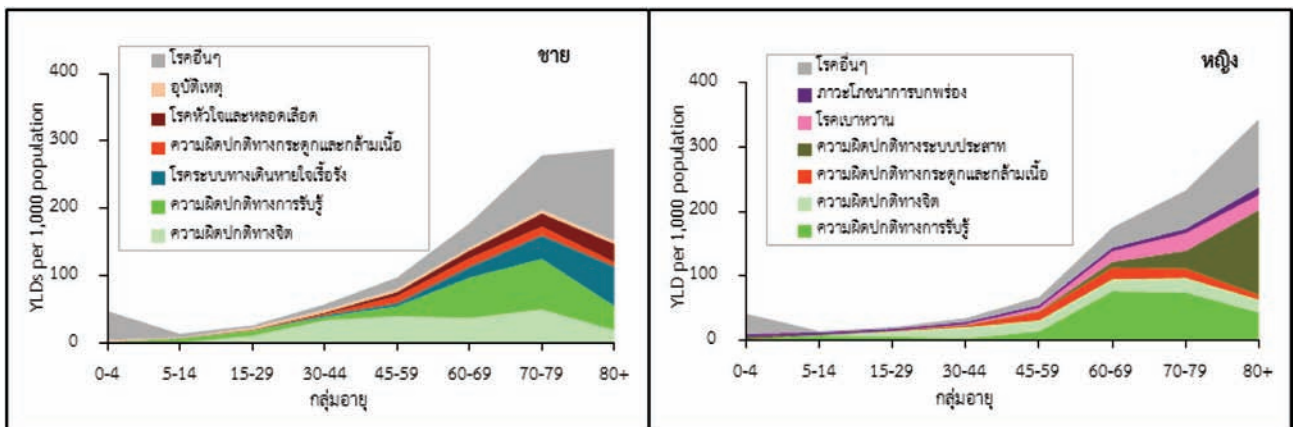 ชาย
โรคอื่นๆ
อุบัติเหตุ
โรคหัวใจและหลอดเลือด
ความผิดปกติทางกระดูกและกล้ามเนื้อ
โรคระบบทางเดินหายใจเรื้อรัง
ความผิดปกติทางการรับรู้
ความผิดปกติทางจิต
YLDs per 1,000 population
400
300
200
100
0
0-4 5-14 15-29 30-44 45-59 60-69 70-79 80+
กลุ่มอายุ
หญิง
โรคอื่นๆ
ภาวะโภชนาการบกพร่อง
โรคเบาหวาน
ความผิดปกติทางระบบประสาท
ความผิดปกติทางกระดูกและกล้ามเนื้อ
ความผิดปกติทางจิต
ความผิดปกติทางการรับรู้
YLD per 1,000 population
400
300
200
100
0
0-4 5-14 15-29 30-44 45-59 60-69 70-79 80+
กลุ่มอายุ